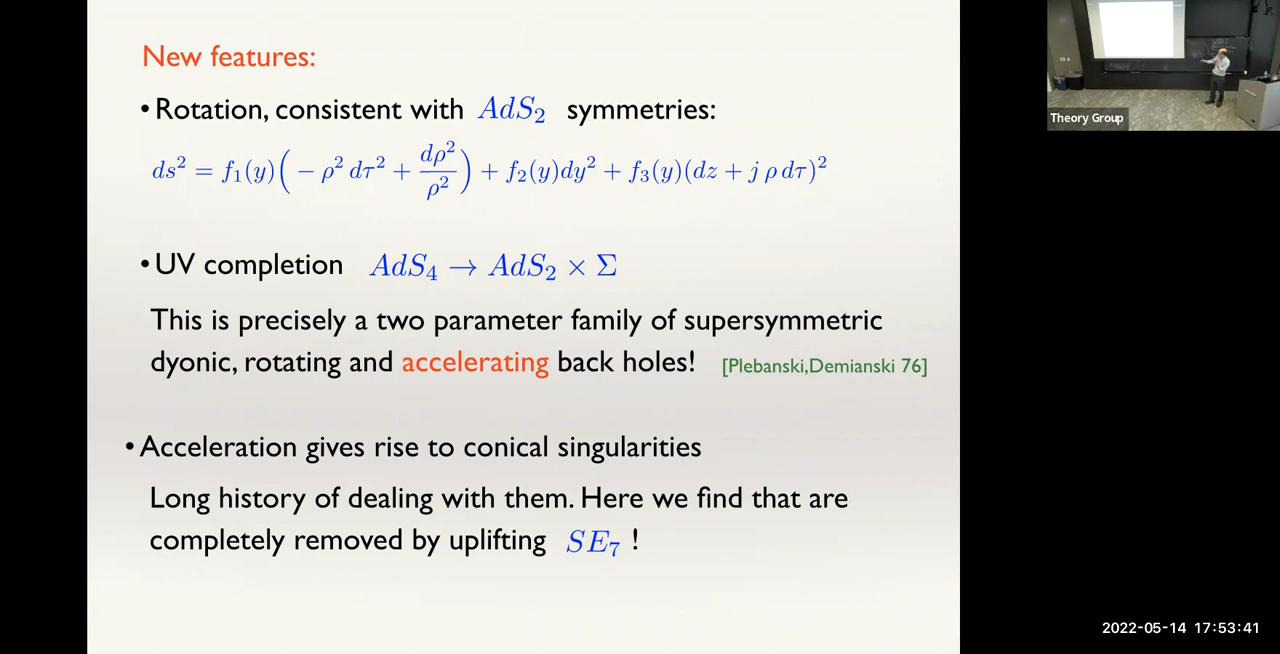 New features:
• Rotation, consistent with AdS₂ symmetries:
ds² = f₁(y)( − ρ² dτ² + dρ²/ρ² ) + f₂(y)dy² + f₃(y)(dz + j ρ dτ)²
• UV completion AdS₄ → AdS₂ × Σ
This is precisely a two parameter family of supersymmetric
dyonic, rotating and accelerating back holes! [Plebanski,Demianski 76]
• Acceleration gives rise to conical singularities
Long history of dealing with them. Here we find that are
completely removed by uplifting SE₇ !
Theory Group
2022-05-14 17:53:41